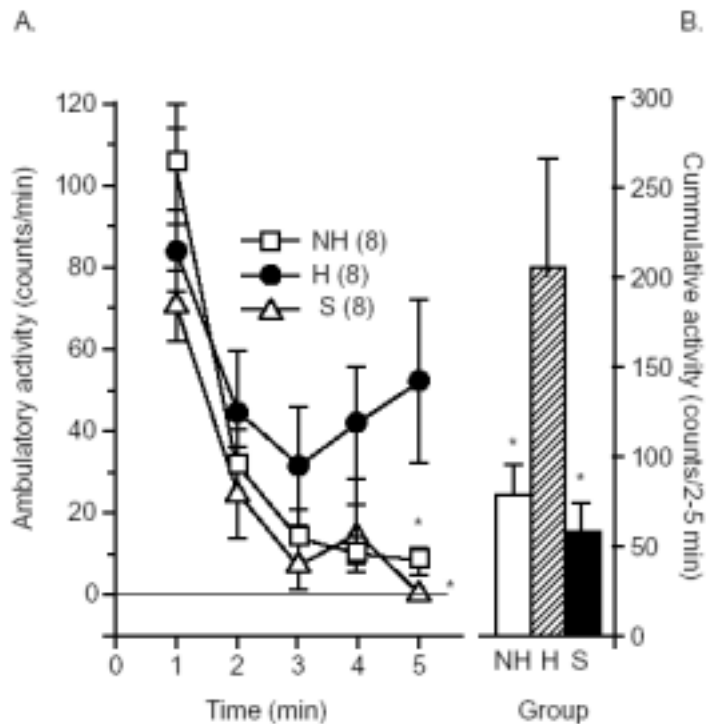 A.
B.
Ambulatory activity (counts/min)
120
100
80
60
40
20
0
NH (8)
H (8)
S (8)
*
*
0
1
2
3
4
5
Time (min)
*
*
NH H S
Group
300
250
200
150
100
50
0
Cummulative activity (counts/2-5 min)